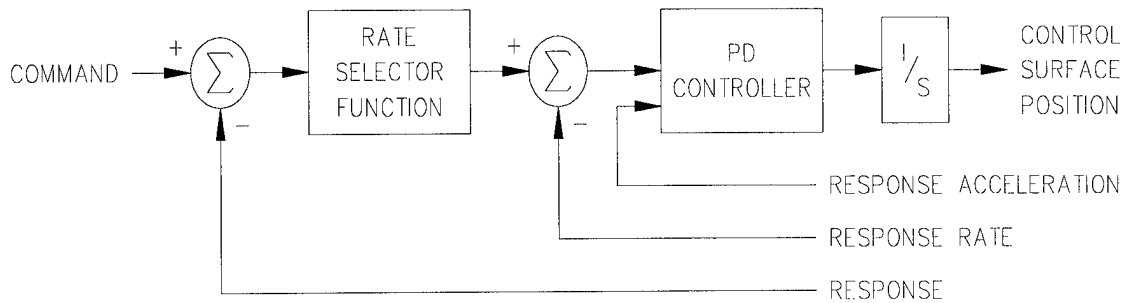 COMMAND
+
Σ
−
RATE
SELECTOR
FUNCTION
+
Σ
−
PD
CONTROLLER
1/S
CONTROL
SURFACE
POSITION
RESPONSE ACCELERATION
RESPONSE RATE
RESPONSE